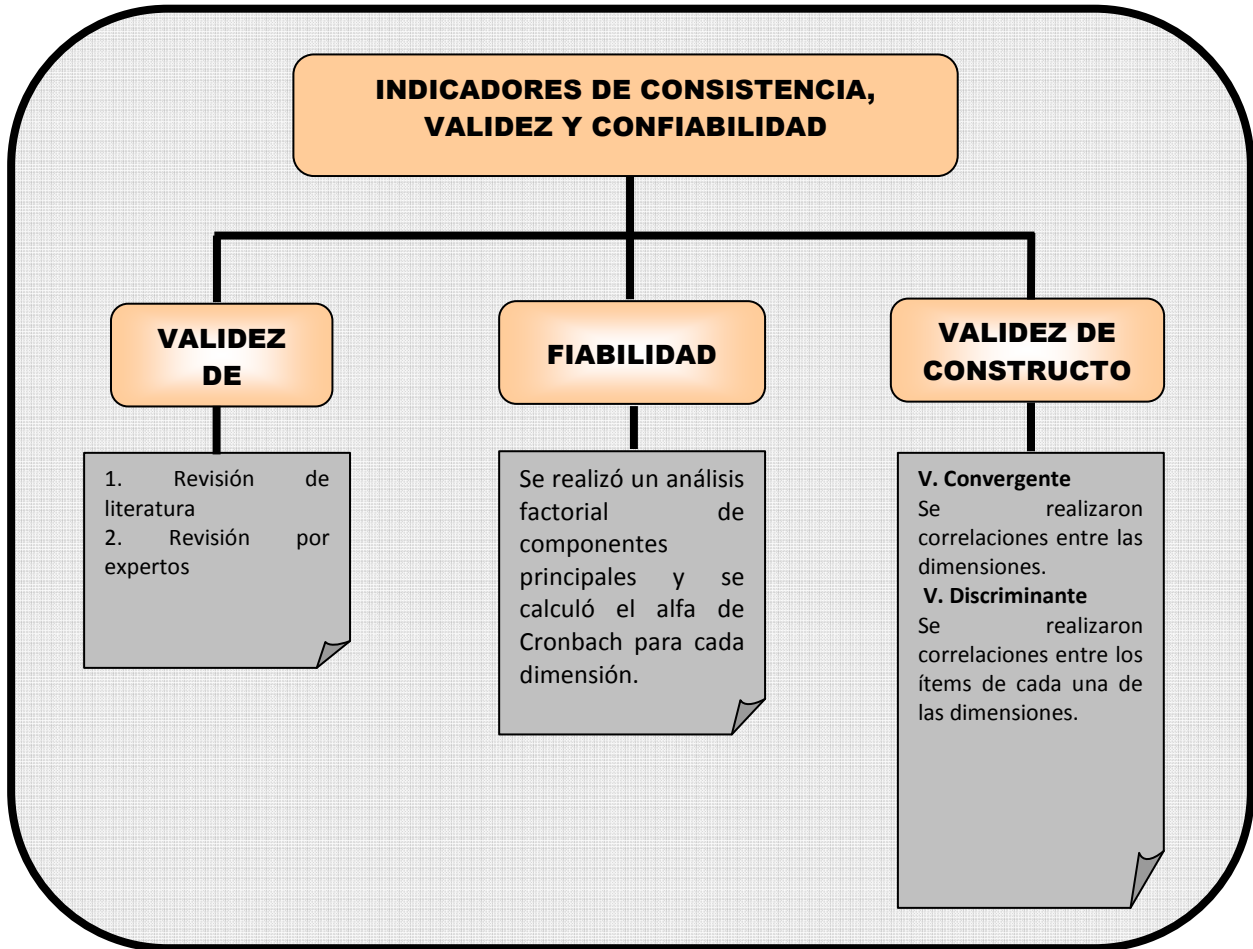 INDICADORES DE CONSISTENCIA,
VALIDEZ Y CONFIABILIDAD
VALIDEZ
DE
1. Revisión de
literatura
2. Revisión por
expertos
FIABILIDAD
Se realizó un análisis
factorial de
componentes
principales y se
calculó el alfa de
Cronbach para cada
dimensión.
VALIDEZ DE
CONSTRUCTO
V. Convergente
Se realizaron
correlaciones entre las
dimensiones.
V. Discriminante
Se realizaron
correlaciones entre los
ítems de cada una de
las dimensiones.